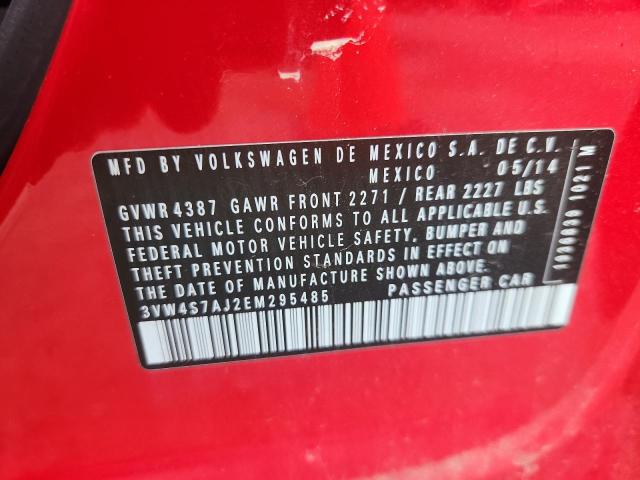 MFD BY VOLKSWAGEN DE MEXICO S.A. DE C.V.
MEXICO 05/14
GVWR 4387 GAWR FRONT 2271 / REAR 2227 LBS
THIS VEHICLE CONFORMS TO ALL APPLICABLE U.S.
FEDERAL MOTOR VEHICLE SAFETY, BUMPER AND
THEFT PREVENTION STANDARDS IN EFFECT ON
THE DATE OF MANUFACTURE SHOWN ABOVE.
3VW4S7AJ2EM295485 PASSENGER CAR
1021 M